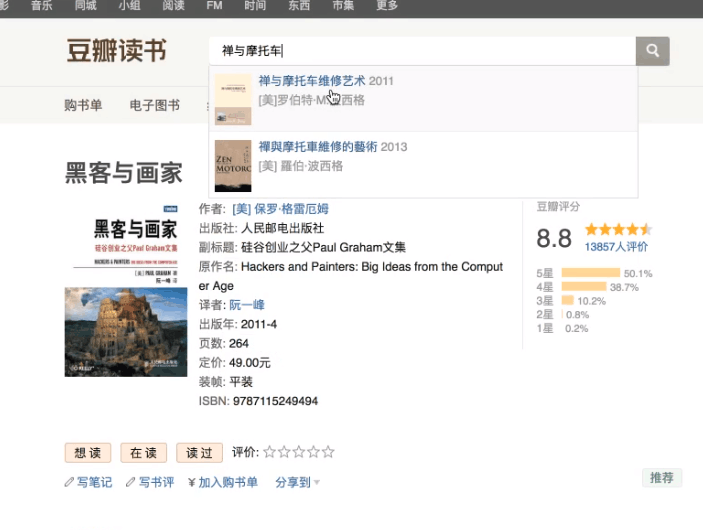 影 音乐 同城 小组 阅读 FM 时间 东西 市集 更多
豆瓣读书
禅与摩托车
禅与摩托车维修艺术 2011
[美]罗伯特·M 波西格
禪與摩托車維修的藝術 2013
[美] 羅伯·波西格
ZEN
MOTORC
购书单 电子图书
黑客与画家
黑客与画家
硅谷创业之父Paul Graham文集
HACKERS & PAINTERS
[美] PAUL GRAHAM 著
阮一峰 译
O'REILLY
作者: [美] 保罗·格雷厄姆
出版社: 人民邮电出版社
副标题: 硅谷创业之父Paul Graham文集
原作名: Hackers and Painters: Big Ideas from the Comput
er Age
译者: 阮一峰
出版年: 2011-4
页数: 264
定价: 49.00元
装帧: 平装
ISBN: 9787115249494
豆瓣评分
8.8
13857人评价
5星 50.1%
4星 38.7%
3星 10.2%
2星 0.8%
1星 0.2%
想读 在读 读过 评价:
写笔记 写书评 ¥加入购书单 分享到
推荐